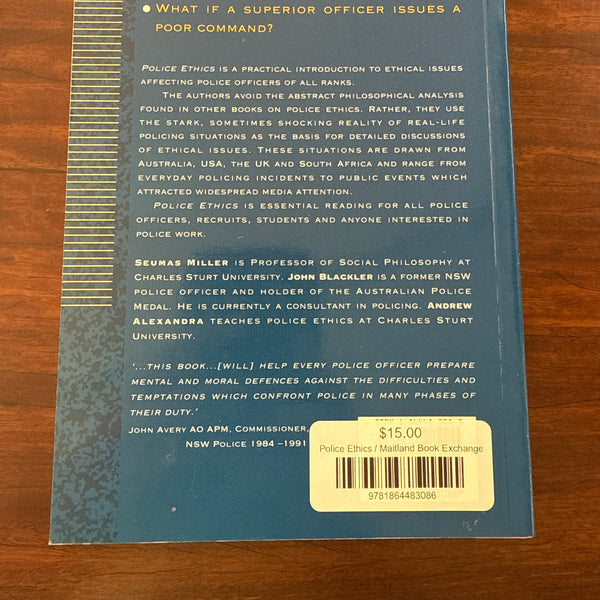 ● WHAT IF A SUPERIOR OFFICER ISSUES A
POOR COMMAND?
POLICE ETHICS IS A PRACTICAL INTRODUCTION TO ETHICAL ISSUES
AFFECTING POLICE OFFICERS OF ALL RANKS.
THE AUTHORS AVOID THE ABSTRACT PHILOSOPHICAL ANALYSIS
FOUND IN OTHER BOOKS ON POLICE ETHICS. RATHER, THEY USE
THE STARK, SOMETIMES SHOCKING REALITY OF REAL-LIFE
POLICING SITUATIONS AS THE BASIS FOR DETAILED DISCUSSIONS
OF ETHICAL ISSUES. THESE SITUATIONS ARE DRAWN FROM
AUSTRALIA, USA, THE UK AND SOUTH AFRICA AND RANGE FROM
EVERYDAY POLICING INCIDENTS TO PUBLIC EVENTS WHICH
ATTRACTED WIDESPREAD MEDIA ATTENTION.
POLICE ETHICS IS ESSENTIAL READING FOR ALL POLICE
OFFICERS, RECRUITS, STUDENTS AND ANYONE INTERESTED IN
POLICE WORK.
SEUMAS MILLER IS PROFESSOR OF SOCIAL PHILOSOPHY AT
CHARLES STURT UNIVERSITY. JOHN BLACKLER IS A FORMER NSW
POLICE OFFICER AND HOLDER OF THE AUSTRALIAN POLICE
MEDAL. HE IS CURRENTLY A CONSULTANT IN POLICING. ANDREW
ALEXANDRA TEACHES POLICE ETHICS AT CHARLES STURT
UNIVERSITY.
'...THIS BOOK...[WILL] HELP EVERY POLICE OFFICER PREPARE
MENTAL AND MORAL DEFENCES AGAINST THE DIFFICULTIES AND
TEMPTATIONS WHICH CONFRONT POLICE IN MANY PHASES OF
THEIR DUTY.'
JOHN AVERY AO APM, COMMISSIONER,
NSW POLICE 1984–1991
$15.00
Police Ethics / Maitland Book Exchange
9781864483086